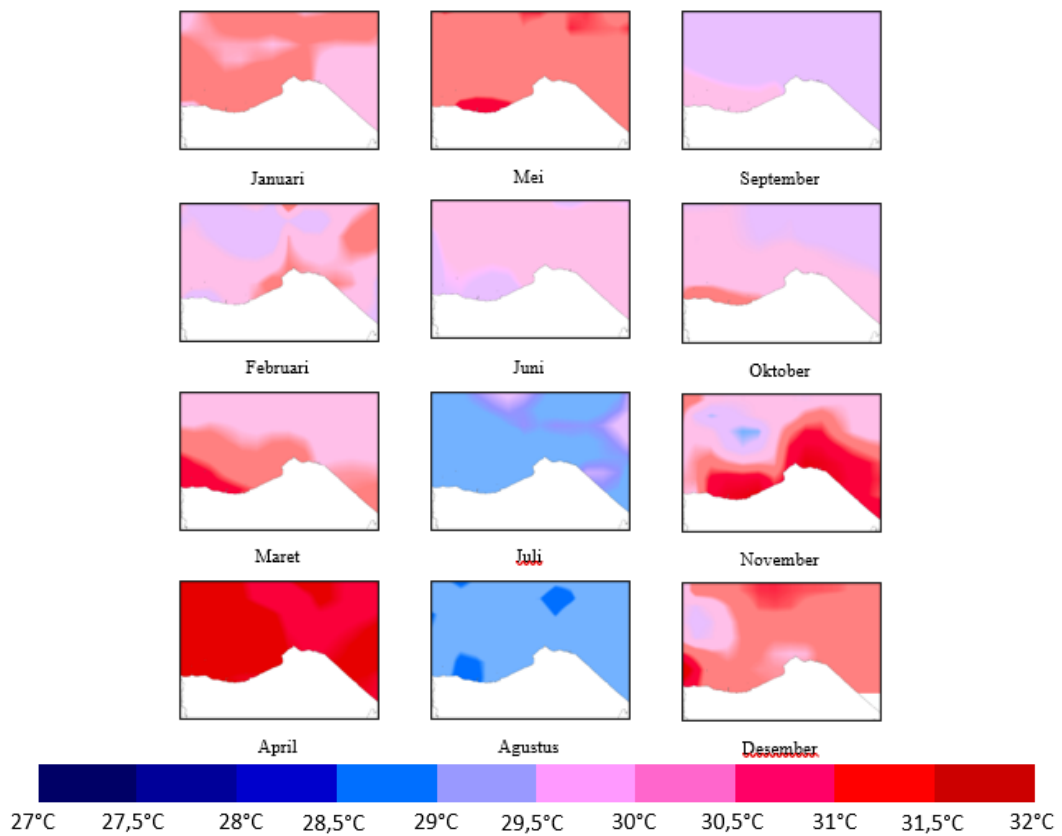 Januari
Mei
September
Februari
Juni
Oktober
Maret
Juli
November
April
Agustus
Desember
27°C 27,5°C 28°C 28,5°C 29°C 29,5°C 30°C 30,5°C 31°C 31,5°C 32°C